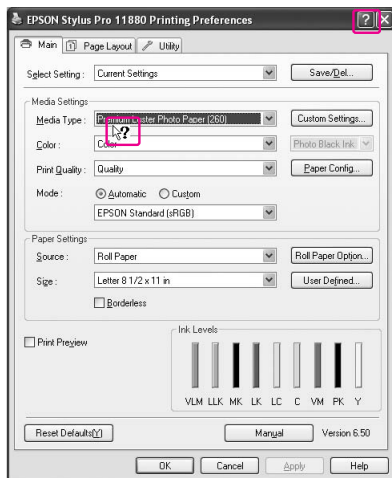 EPSON Stylus Pro 11880 Printing Preferences
Main Page Layout Utility
Select Setting : Current Settings Save/Del...
Media Settings
Media Type : Premium Luster Photo Paper (260) Custom Settings...
Color : Color Photo Black Ink
Print Quality : Quality Paper Config...
Mode : Automatic Custom
EPSON Standard (sRGB)
Paper Settings
Source : Roll Paper Roll Paper Option...
Size : Letter 8 1/2 x 11 in User Defined...
Borderless
Print Preview
Ink Levels
VLM LLK MK LK LC C VM PK Y
Reset Defaults(Y) Manual Version 6.50
OK Cancel Apply Help